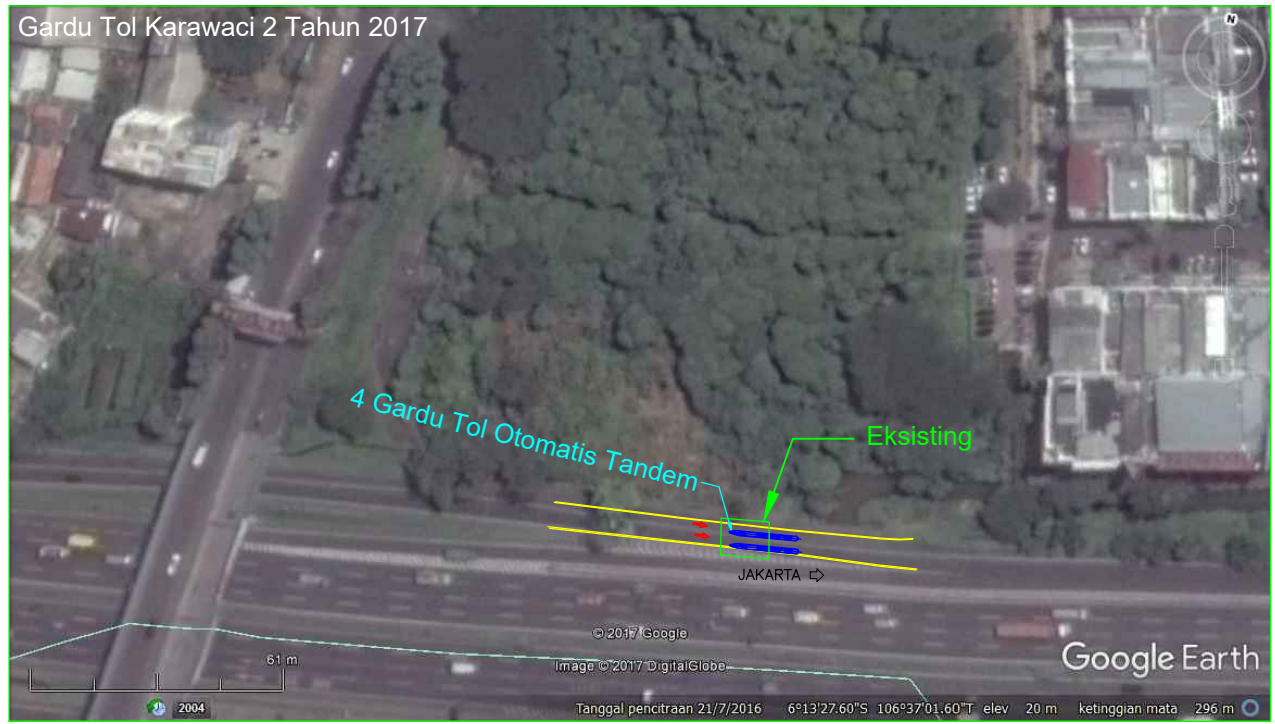 Gardu Tol Karawaci 2 Tahun 2017
N
4 Gardu Tol Otomatis Tandem
Eksisting
JAKARTA
© 2017 Google
Image © 2017 DigitalGlobe
61 m
Google Earth
2004
Tanggal pencitraan 21/7/2016 6°13'27.60"S 106°37'01.60"T elev 20 m ketinggian mata 296 m